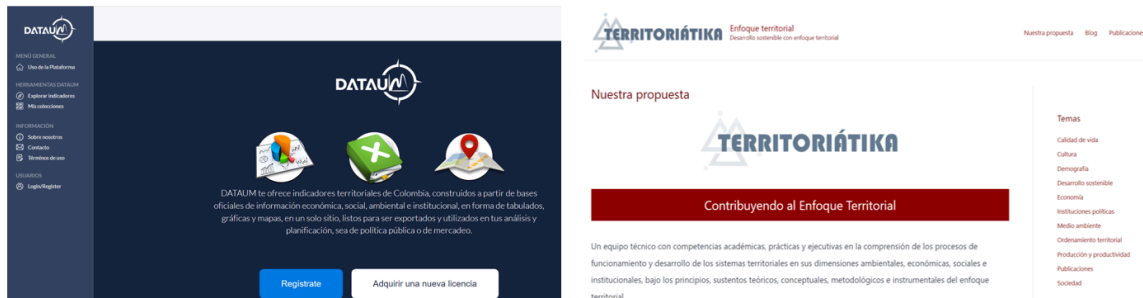 DATAUM
MENÚ GENERAL
Uso de la Plataforma
HERRAMIENTAS DATAUM
Explorar indicadores
Mis colecciones
INFORMACIÓN
Sobre nosotros
Contacto
Términos de uso
USUARIOS
Login/Register
DATAUM
DATAUM te ofrece indicadores territoriales de Colombia, construidos a partir de bases
oficiales de información económica, social, ambiental e institucional, en forma de tabulados,
gráficas y mapas, en un solo sitio, listos para ser exportados y utilizados en tus análisis y
planificación, sea de política pública o de mercadeo.
Registrate
Adquirir una nueva licencia
TERRITORIÁTIKA
Enfoque territorial
Desarrollo sostenible con enfoque territorial
Nuestra propuesta Blog Publicacione
Nuestra propuesta
TERRITORIÁTIKA
Contribuyendo al Enfoque Territorial
Un equipo técnico con competencias académicas, prácticas y ejecutivas en la comprensión de los procesos de
funcionamiento y desarrollo de los sistemas territoriales en sus dimensiones ambientales, económicas, sociales e
institucionales, bajo los principios, sustentos teóricos, conceptuales, metodológicos e instrumentales del enfoque
territorial
Temas
Calidad de vida
Cultura
Demografía
Desarrollo sostenible
Economía
Instituciones políticas
Medio ambiente
Ordenamiento territorial
Producción y productividad
Publicaciones
Sociedad